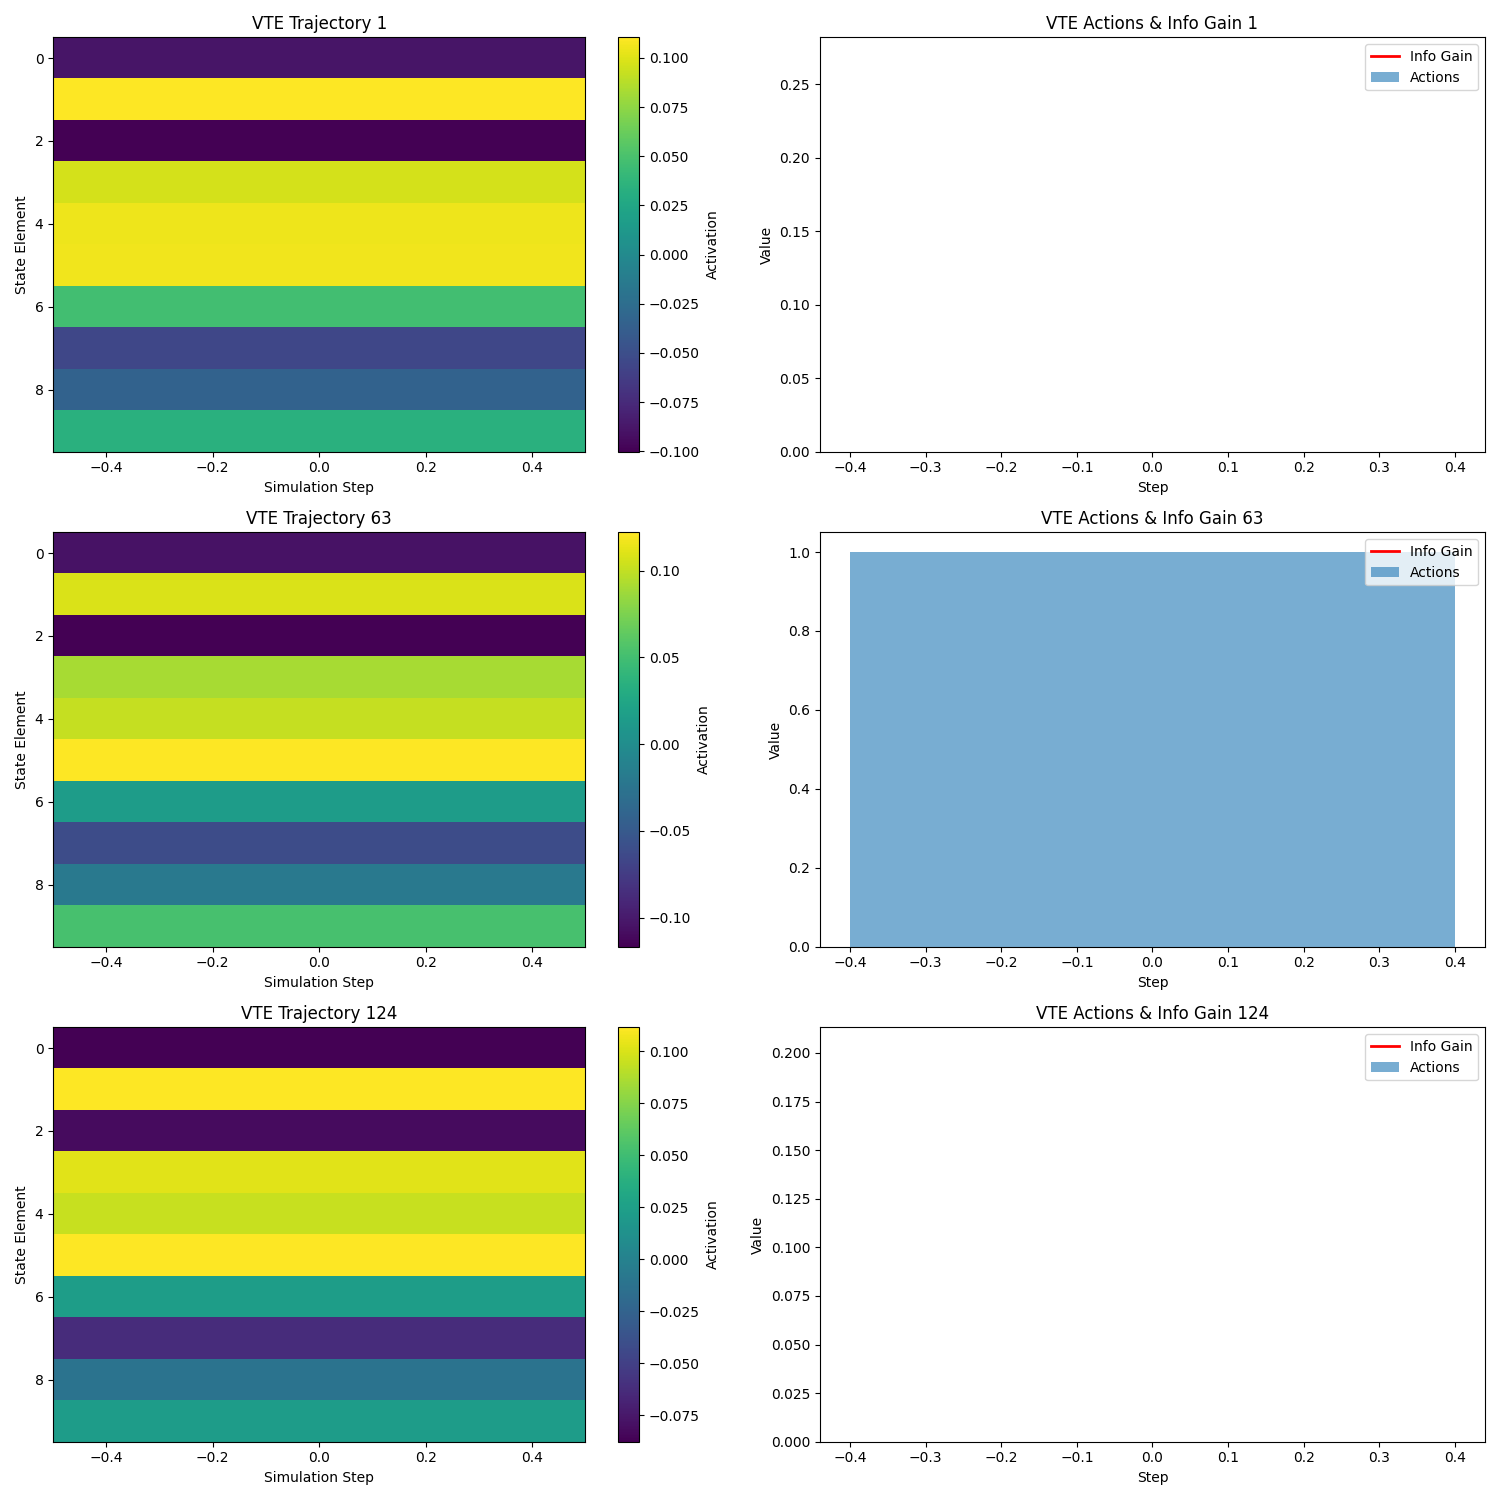 VTE Trajectory 1
0
2
4
6
8
State Element
−0.4 −0.2 0.0 0.2 0.4
Simulation Step
0.100
0.075
0.050
0.025
0.000
−0.025
−0.050
−0.075
−0.100
Activation
VTE Actions & Info Gain 1
Info Gain
Actions
0.25
0.20
0.15
0.10
0.05
0.00
Value
−0.4 −0.3 −0.2 −0.1 0.0 0.1 0.2 0.3 0.4
Step
VTE Trajectory 63
0
2
4
6
8
State Element
−0.4 −0.2 0.0 0.2 0.4
Simulation Step
0.10
0.05
0.00
−0.05
−0.10
Activation
VTE Actions & Info Gain 63
Info Gain
Actions
1.0
0.8
0.6
0.4
0.2
0.0
Value
−0.4 −0.3 −0.2 −0.1 0.0 0.1 0.2 0.3 0.4
Step
VTE Trajectory 124
0
2
4
6
8
State Element
−0.4 −0.2 0.0 0.2 0.4
Simulation Step
0.100
0.075
0.050
0.025
0.000
−0.025
−0.050
−0.075
Activation
VTE Actions & Info Gain 124
Info Gain
Actions
0.200
0.175
0.150
0.125
0.100
0.075
0.050
0.025
0.000
Value
−0.4 −0.3 −0.2 −0.1 0.0 0.1 0.2 0.3 0.4
Step